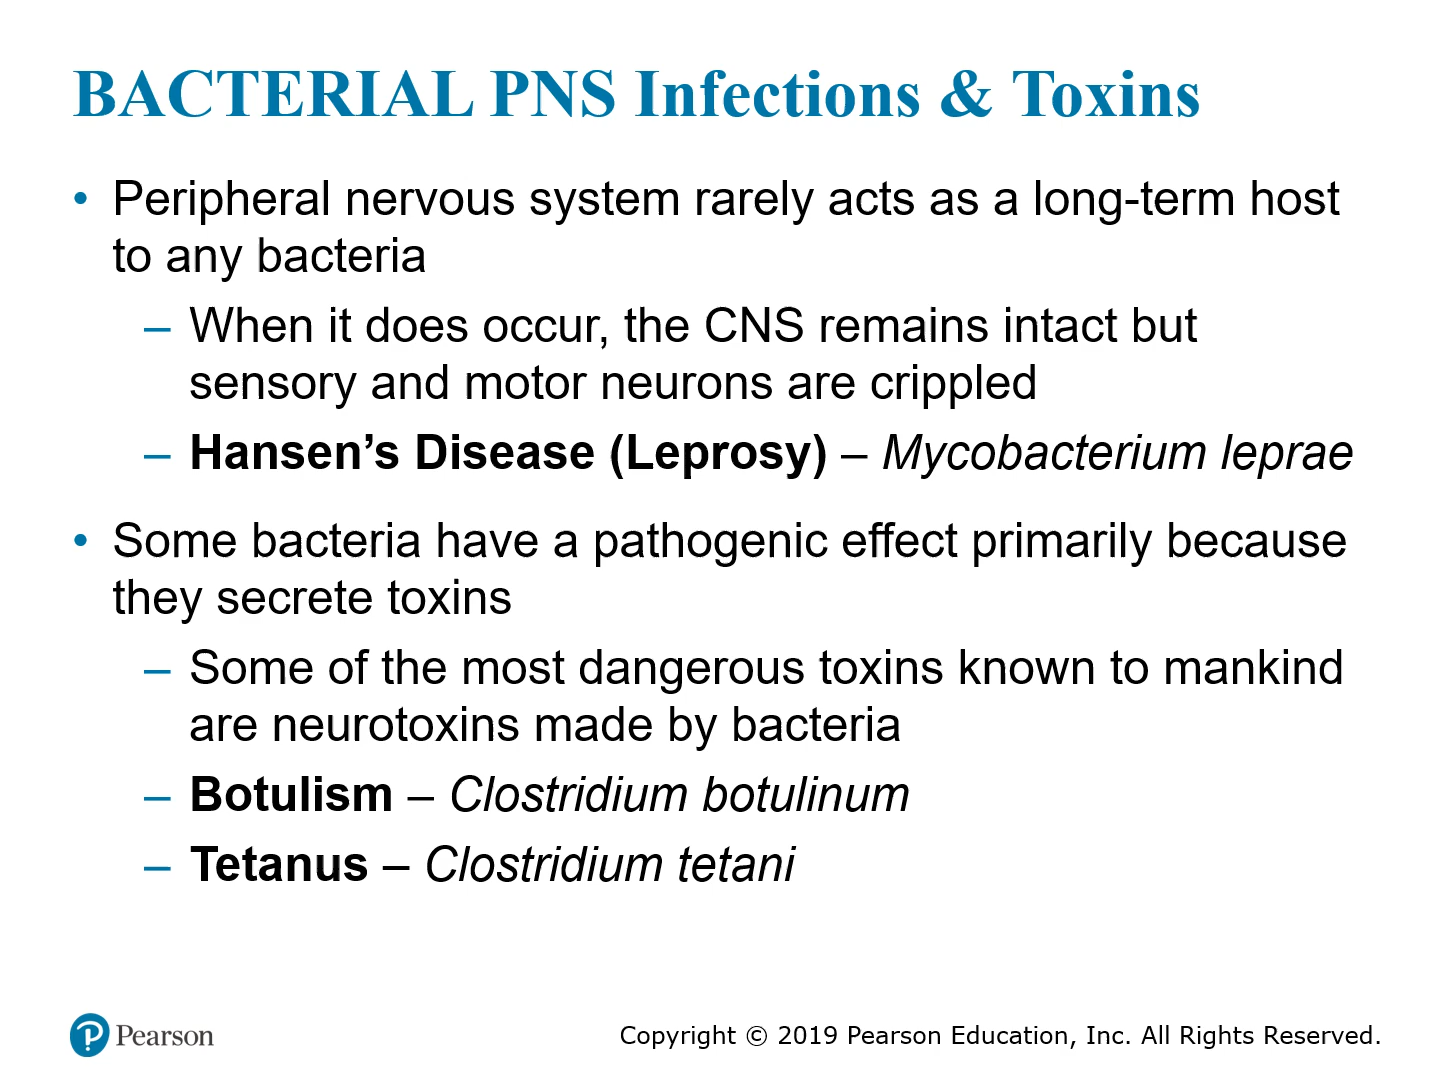 BACTERIAL PNS Infections & Toxins
• Peripheral nervous system rarely acts as a long-term host
to any bacteria
– When it does occur, the CNS remains intact but
sensory and motor neurons are crippled
– Hansen’s Disease (Leprosy) – Mycobacterium leprae
• Some bacteria have a pathogenic effect primarily because
they secrete toxins
– Some of the most dangerous toxins known to mankind
are neurotoxins made by bacteria
– Botulism – Clostridium botulinum
– Tetanus – Clostridium tetani
Pearson
Copyright © 2019 Pearson Education, Inc. All Rights Reserved.